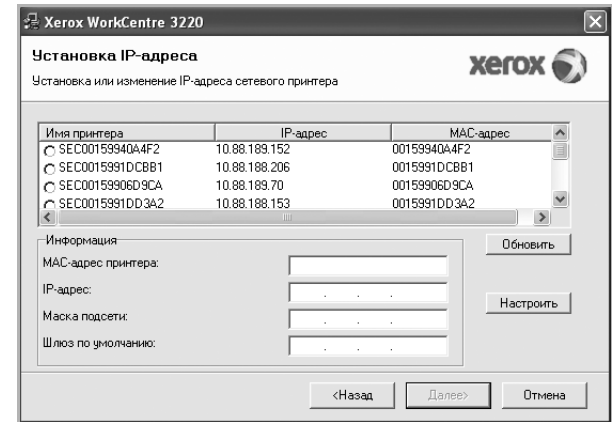 Xerox WorkCentre 3220
Установка IP-адреса
Установка или изменение IP-адреса сетевого принтера
xerox
Имя принтера IP-адрес MAC-адрес
SEC00159940A4F2 10.88.189.152 00159940A4F2
SEC0015991DCBB1 10.88.188.206 0015991DCBB1
SEC00159906D9CA 10.88.189.70 00159906D9CA
SEC0015991DD3A2 10.88.188.153 0015991DD3A2
Информация
Обновить
MAC-адрес принтера:
IP-адрес:
Настроить
Маска подсети:
Шлюз по умолчанию:
<Назад Далее> Отмена